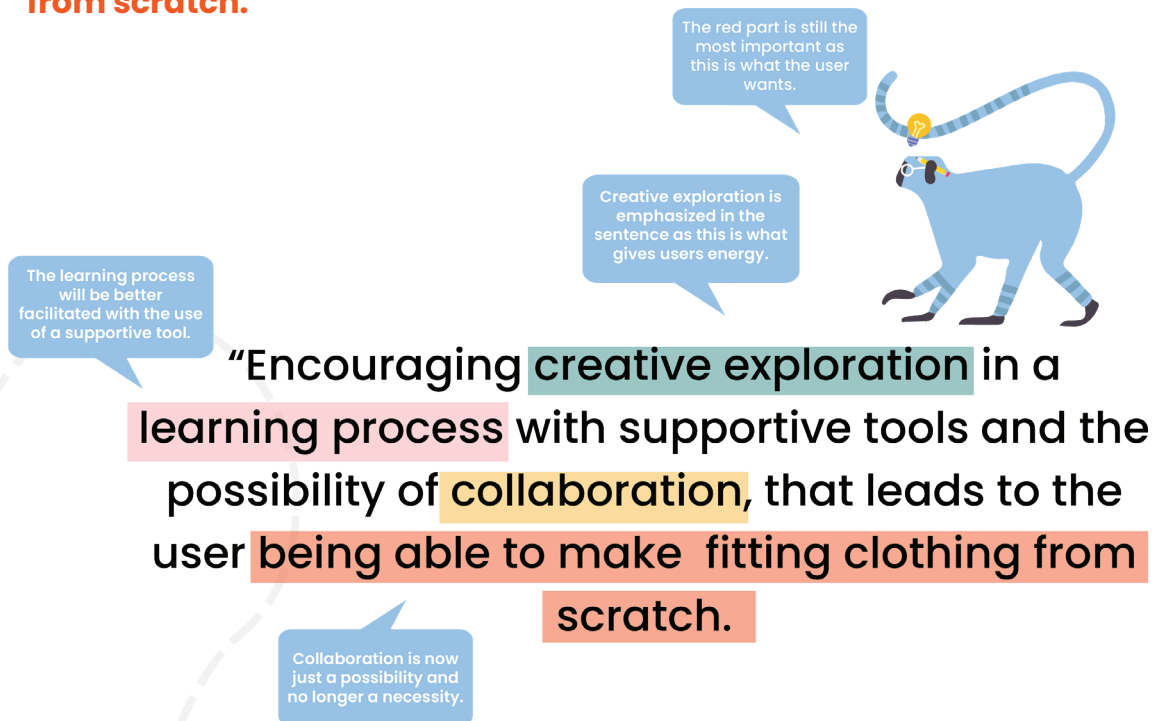 from scratch.
The red part is still the
most important as
this is what the user
wants.
Creative exploration is
emphasized in the
sentence as this is what
gives users energy.
The learning process
will be better
facilitated with the use
of a supportive tool.
“Encouraging creative exploration in a
learning process with supportive tools and the
possibility of collaboration, that leads to the
user being able to make  fitting clothing from
scratch.
Collaboration is now
just a possibility and
no longer a necessity.